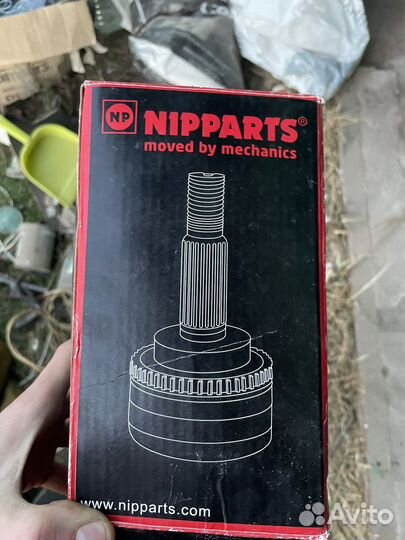 NP NIPPARTS®
moved by mechanics
www.nipparts.com
Avito